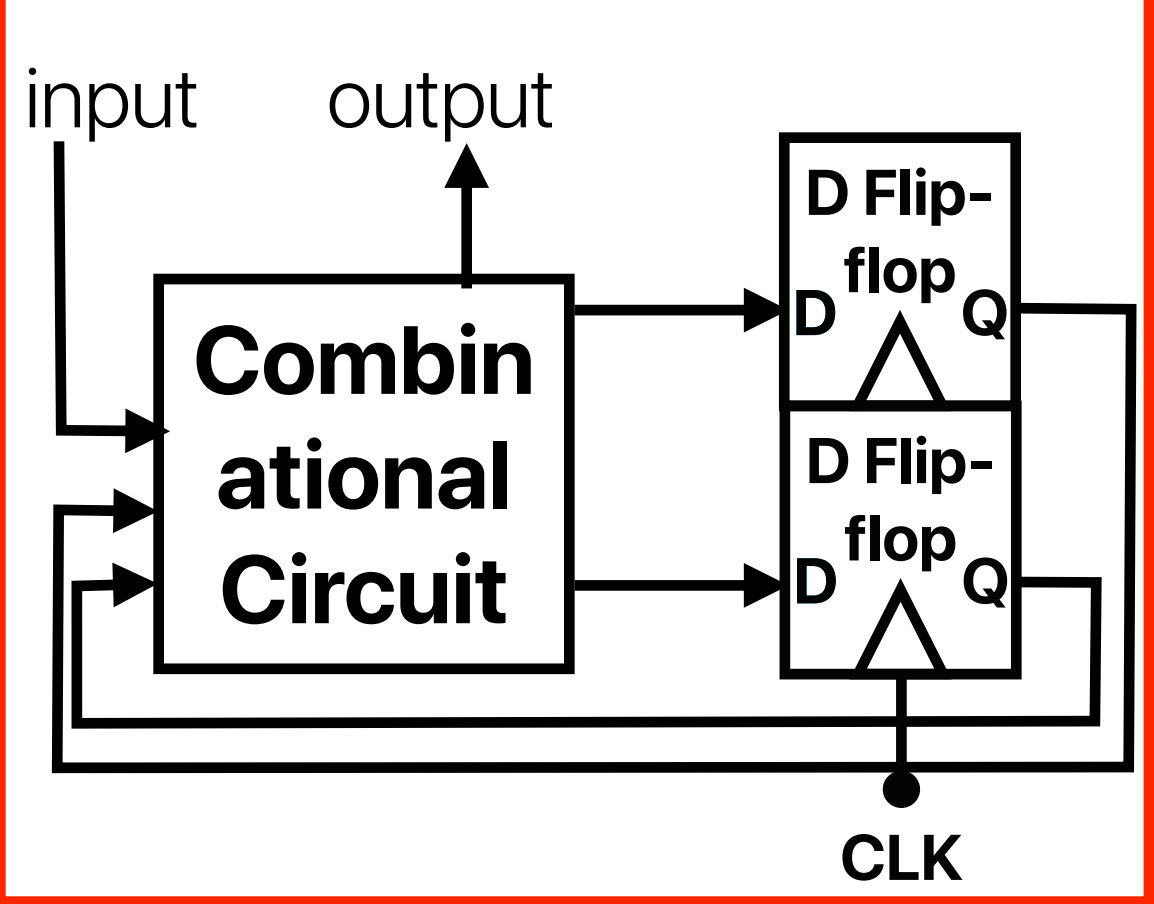 input
output
D Flip-
flop
D
Q
Combin
ational
Circuit
D Flip-
flop
D
Q
CLK